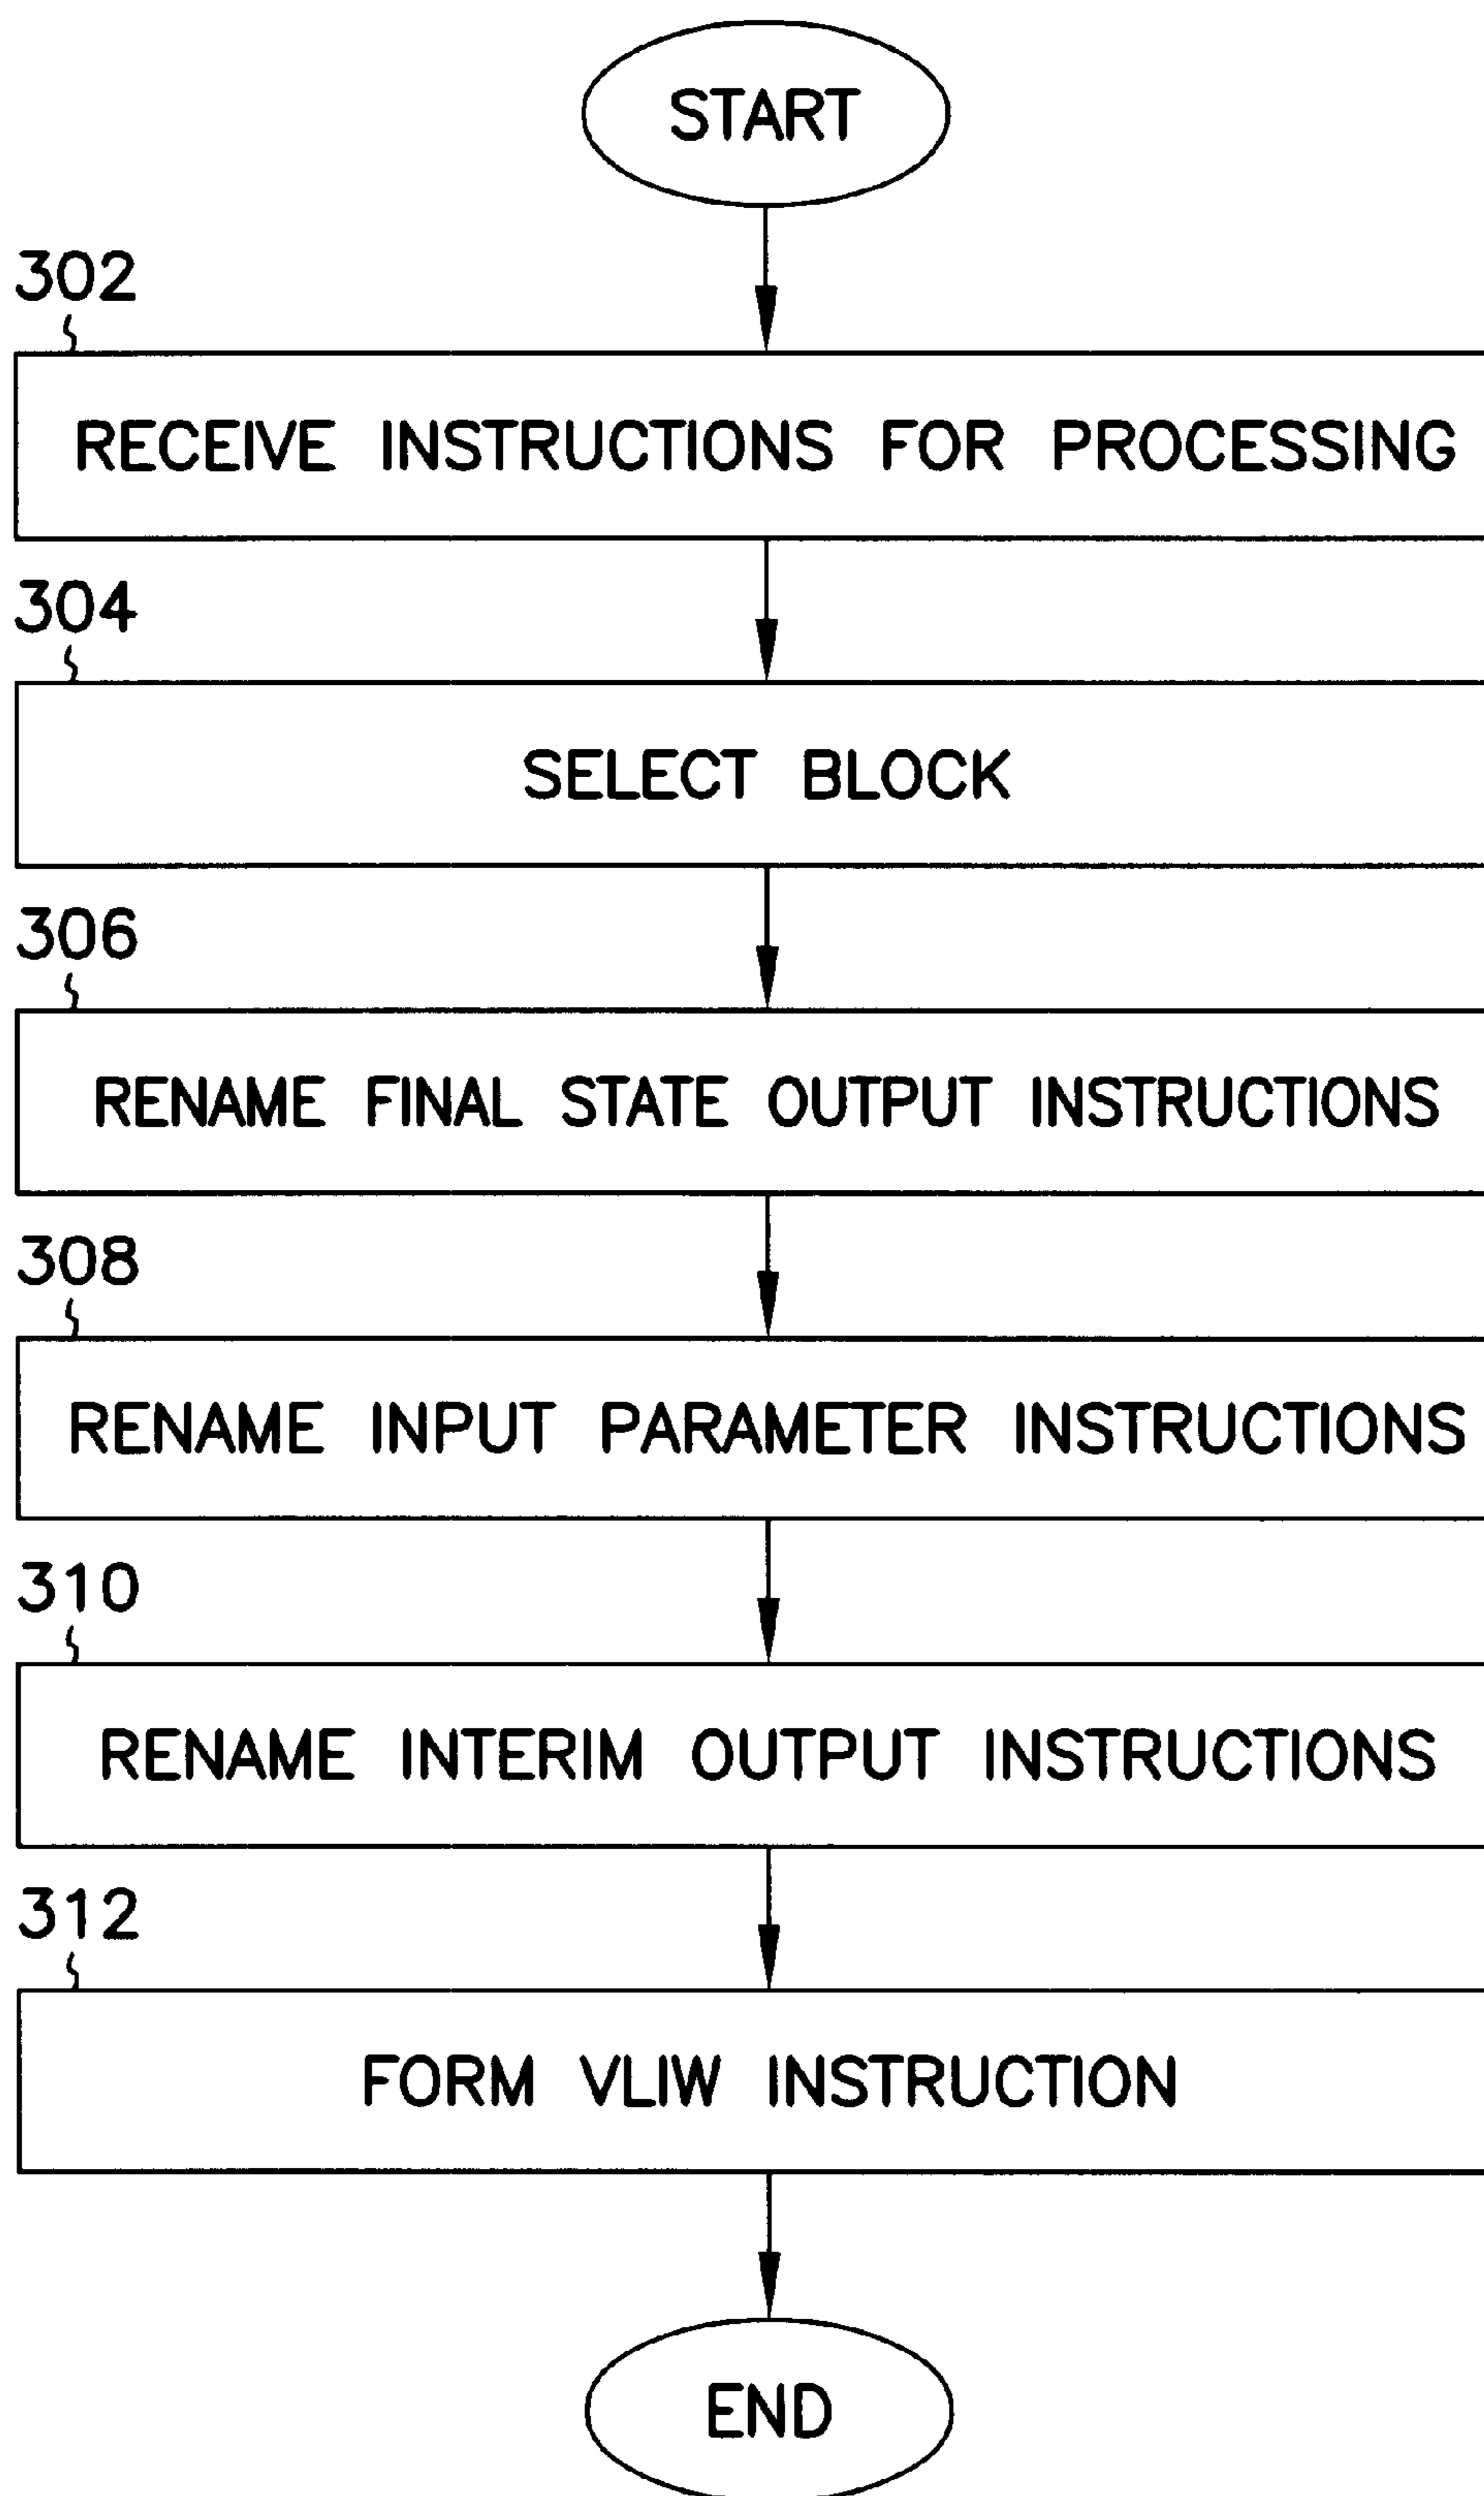 START
302
RECEIVE INSTRUCTIONS FOR PROCESSING
304
SELECT BLOCK
306
RENAME FINAL STATE OUTPUT INSTRUCTIONS
308
RENAME INPUT PARAMETER INSTRUCTIONS
310
RENAME INTERIM OUTPUT INSTRUCTIONS
312
FORM VLIW INSTRUCTION
END